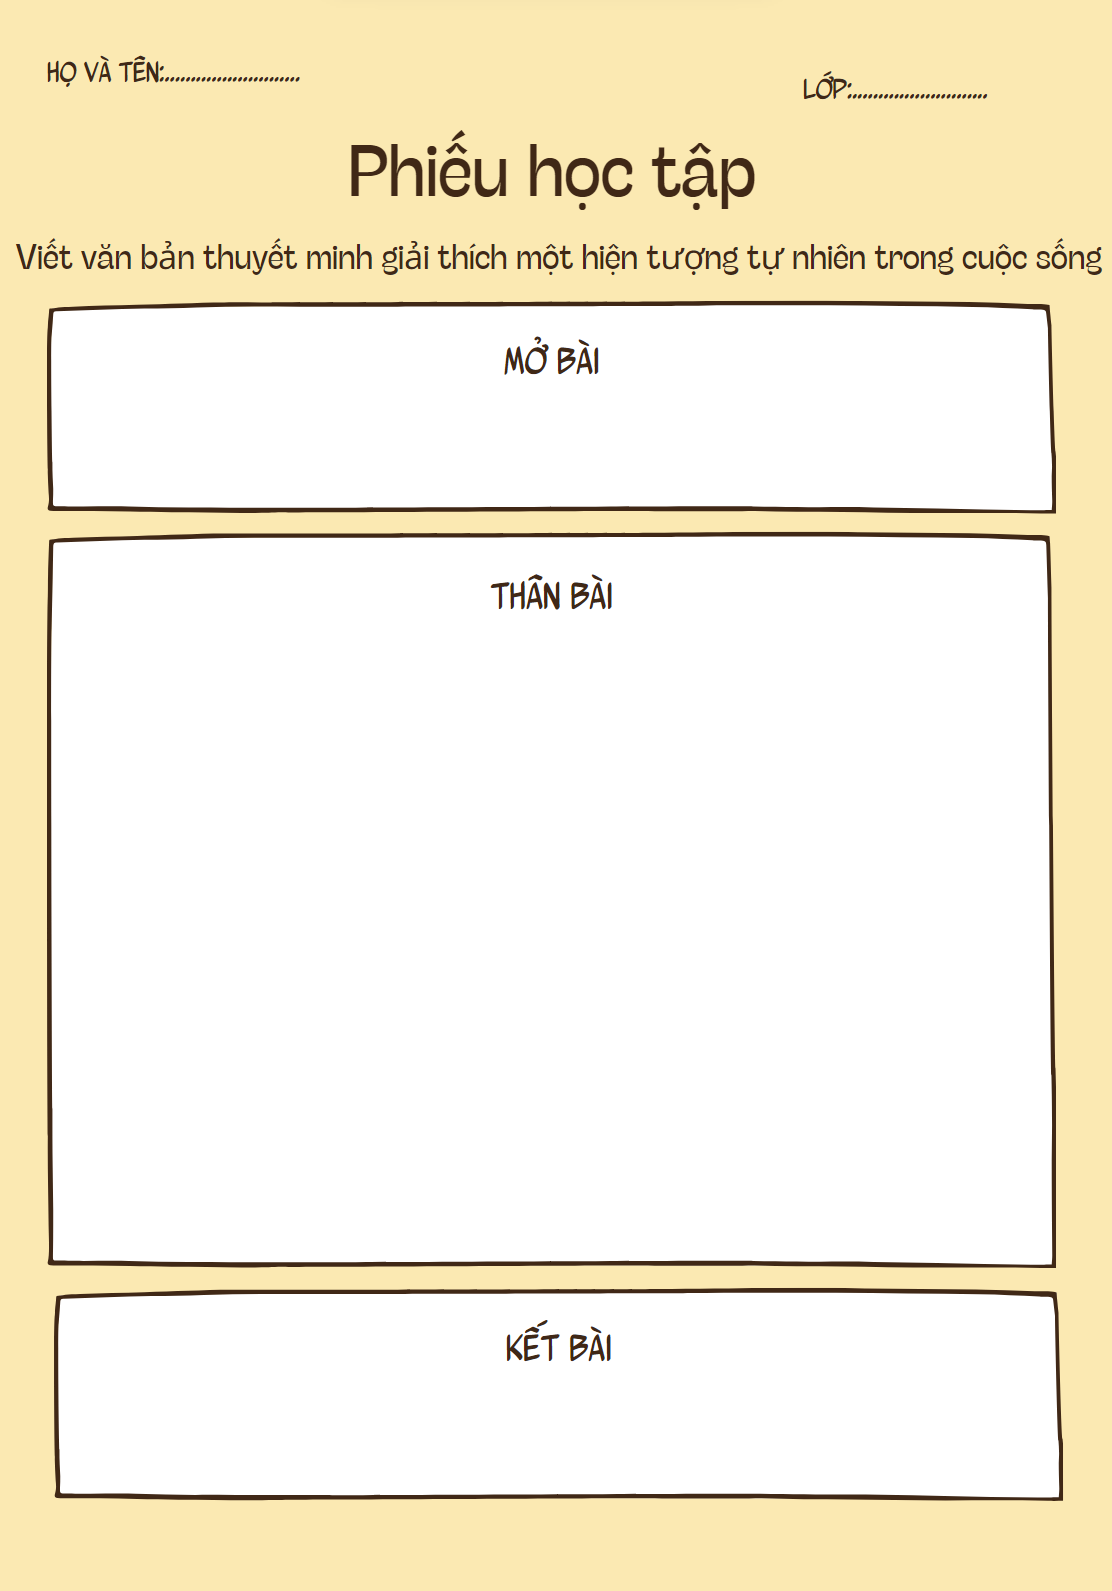 HỌ VÀ TÊN:..........................
LỚP:..........................
Phiếu học tập
Viết văn bản thuyết minh giải thích một hiện tượng tự nhiên trong cuộc sống
MỞ BÀI
THÂN BÀI
KẾT BÀI